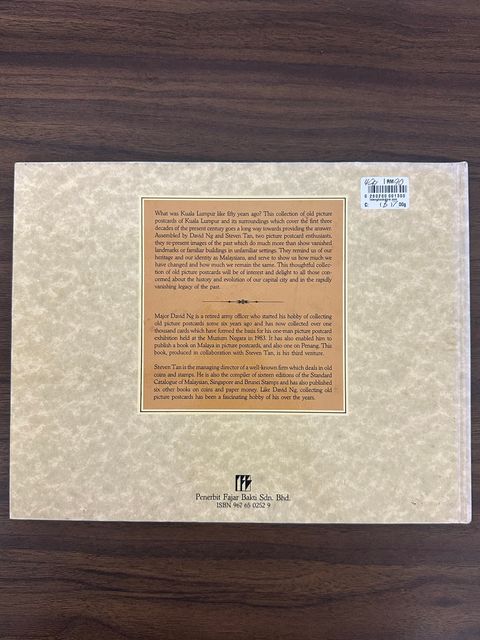 RM
What was Kuala Lumpur like fifty years ago? This collection of old picture
postcards of Kuala Lumpur and its surroundings which cover the first three
decades of the present century goes a long way towards providing the answer.
Assembled by David Ng and Steven Tan, two picture postcard enthusiasts,
they re-present images of the past which do much more than show vanished
landmarks or familiar buildings in unfamiliar settings. They remind us of our
heritage and our identity as Malaysians, and serve to show us how much we
have changed and how much we remain the same. This thoughtful collec-
tion of old picture postcards will be of interest and delight to all those con-
cerned about the history and evolution of our capital city and in the rapidly
vanishing legacy of the past.
Major David Ng is a retired army officer who started his hobby of collecting
old picture postcards some six years ago and has now collected over one
thousand cards which have formed the basis for his one-man picture postcard
exhibition held at the Muzium Negara in 1983. It has also enabled him to
publish a book on Malaya in picture postcards, and also one on Penang. This
book, produced in collaboration with Steven Tan, is his third venture.
Steven Tan is the managing director of a well-known firm which deals in old
coins and stamps. He is also the compiler of sixteen editions of the Standard
Catalogue of Malaysian, Singapore and Brunei Stamps and has also published
six other books on coins and paper money. Like David Ng, collecting old
picture postcards has been a fascinating hobby of his over the years.
Penerbit Fajar Bakti Sdn. Bhd.
ISBN 967 65 0252 9